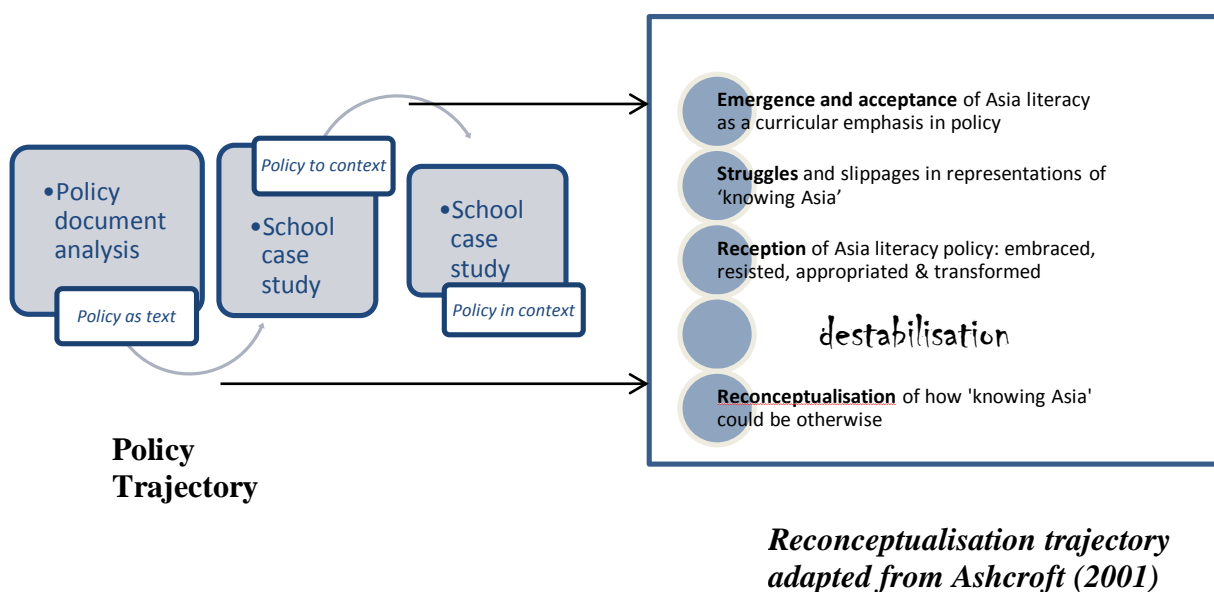 •Policy
document
analysis
Policy as text
Policy to context
•School
case
study
•School
case
study
Policy in context
Policy
Trajectory
Emergence and acceptance of Asia literacy
as a curricular emphasis in policy
Struggles and slippages in representations of
‘knowing Asia’
Reception of Asia literacy policy: embraced,
resisted, appropriated & transformed
destabilisation
Reconceptualisation of how 'knowing Asia'
could be otherwise
Reconceptualisation trajectory
adapted from Ashcroft (2001)